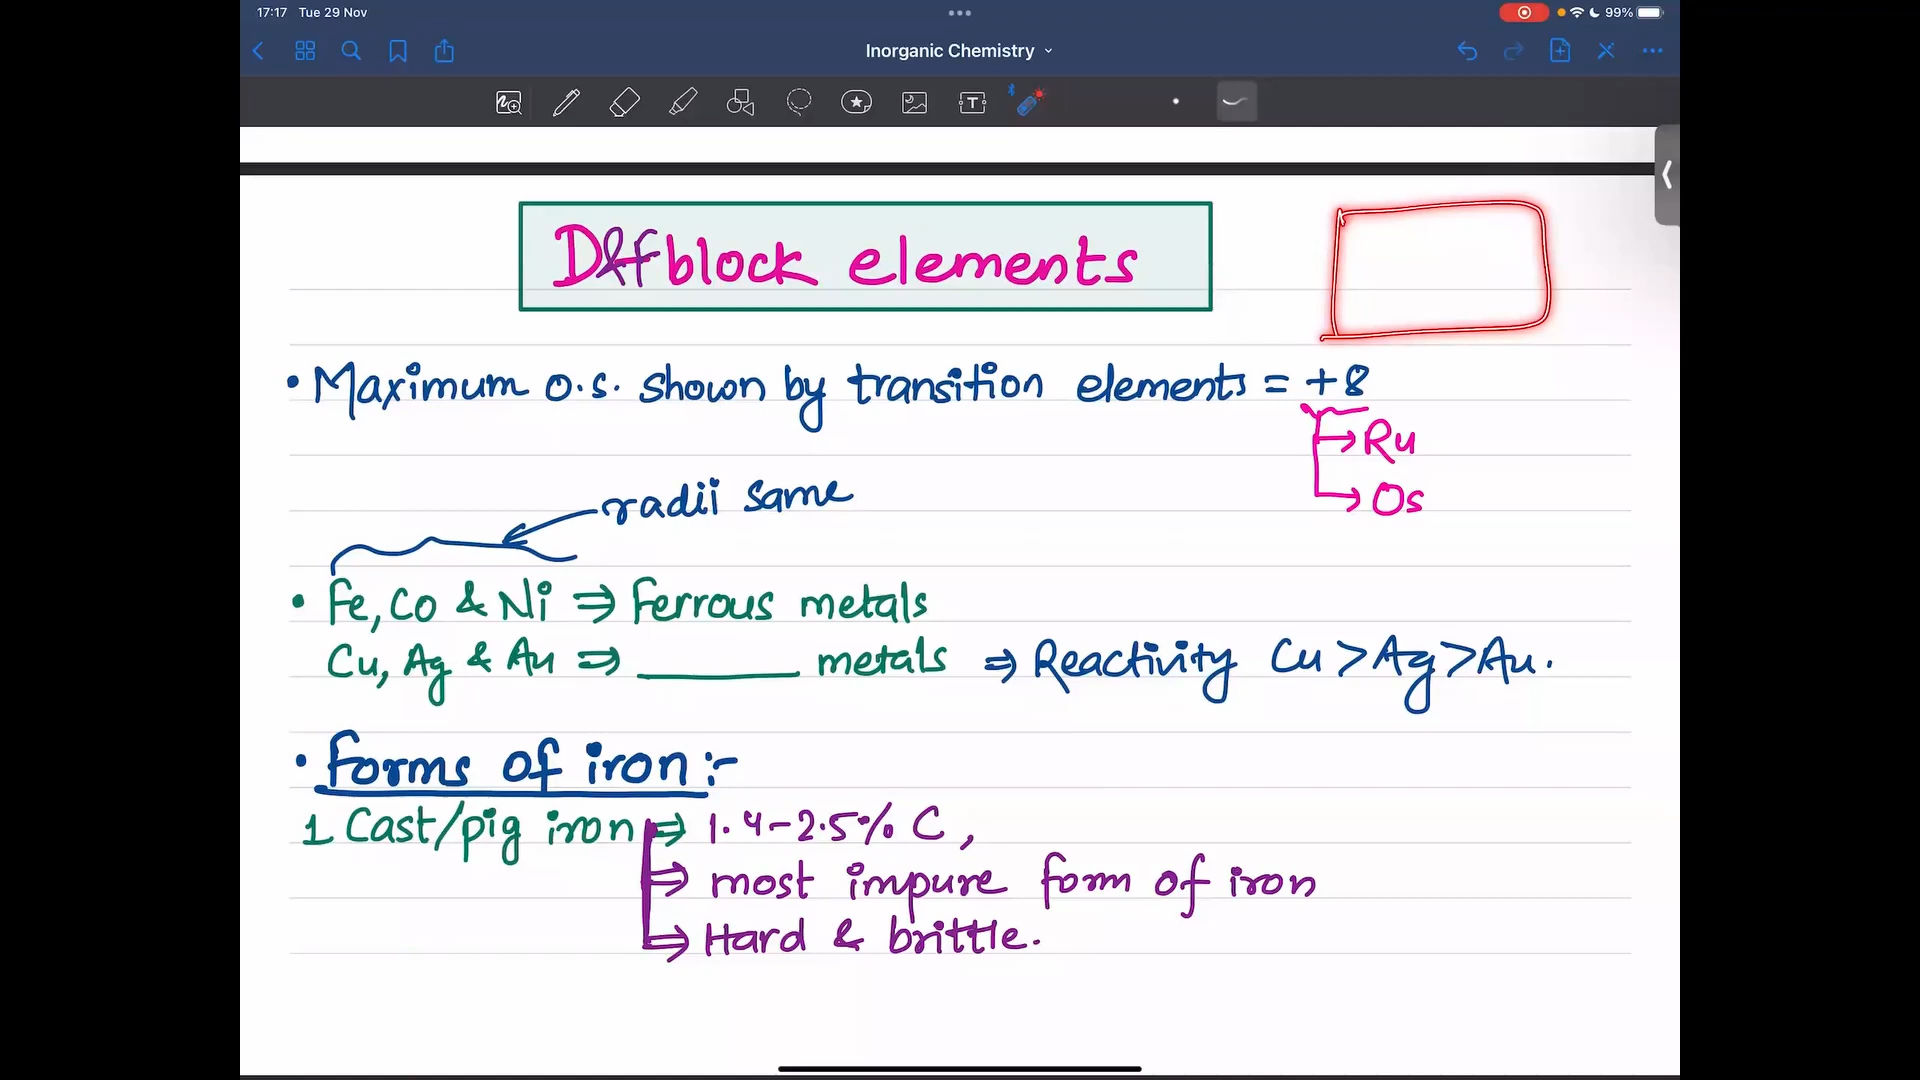 17:17 Tue 29 Nov
99%
Inorganic Chemistry
T
D & f block elements
• Maximum o.s. shown by transition elements = +8
→ Ru
→ Os
radii same
• Fe, Co & Ni ⇒ Ferrous metals
Cu, Ag & Au ⇒ ________ metals ⇒ Reactivity Cu > Ag > Au.
• Forms of iron :-
1 Cast/pig iron ⇒ 1.4-2.5% C,
⇒ most impure form of iron
⇒ Hard & brittle.